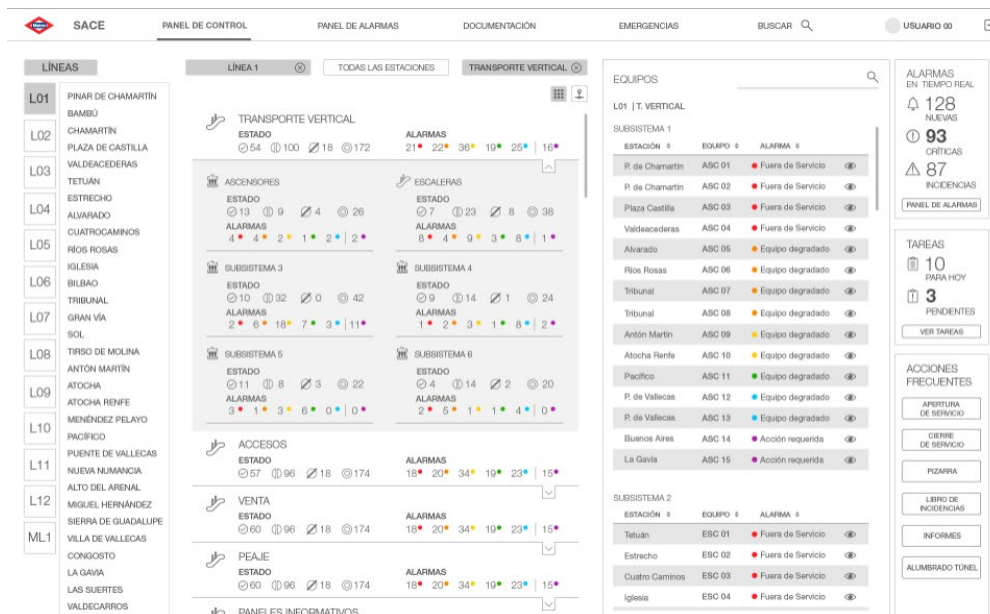 Metro SACE PANEL DE CONTROL PANEL DE ALARMAS DOCUMENTACIÓN EMERGENCIAS BUSCAR USUARIO 00
LÍNEAS
L01
L02
L03
L04
L05
L06
L07
L08
L09
L10
L11
L12
ML1
PINAR DE CHAMARTÍN
BAMBÚ
CHAMARTÍN
PLAZA DE CASTILLA
VALDEACEDERAS
TETUÁN
ESTRECHO
ALVARADO
CUATROCAMINOS
RÍOS ROSAS
IGLESIA
BILBAO
TRIBUNAL
GRAN VÍA
SOL
TIRSO DE MOLINA
ANTÓN MARTÍN
ATOCHA
ATOCHA RENFE
MENÉNDEZ PELAYO
PACÍFICO
PUENTE DE VALLECAS
NUEVA NUMANCIA
ALTO DEL ARENAL
MIGUEL HERNÁNDEZ
SIERRA DE GUADALUPE
VILLA DE VALLECAS
CONGOSTO
LA GAVIA
LAS SUERTES
VALDECARROS
LÍNEA 1 TODAS LAS ESTACIONES TRANSPORTE VERTICAL
TRANSPORTE VERTICAL
ESTADO ALARMAS
54 100 18 172 21 22 36 19 25 | 16
ASCENSORES
ESTADO
13 9 4 26
ALARMAS
4 4 2 1 2 | 2
ESCALERAS
ESTADO
7 23 8 38
ALARMAS
8 4 9 3 8 | 1
SUBSISTEMA 3
ESTADO
10 32 0 42
ALARMAS
2 6 18 7 3 | 11
SUBSISTEMA 4
ESTADO
9 14 1 24
ALARMAS
1 2 3 1 8 | 2
SUBSISTEMA 5
ESTADO
11 8 3 22
ALARMAS
3 1 3 6 0 | 0
SUBSISTEMA 6
ESTADO
4 14 2 20
ALARMAS
2 5 1 1 4 | 0
ACCESOS
ESTADO ALARMAS
57 96 18 174 18 20 34 19 23 | 15
VENTA
ESTADO ALARMAS
60 96 18 174 18 20 34 19 23 | 15
PEAJE
ESTADO ALARMAS
60 96 18 174 18 20 34 19 23 | 15
PANELES INFORMATIVOS
EQUIPOS
L01 | T. VERTICAL
SUBSISTEMA 1
ESTACIÓN EQUIPO ALARMA
P. de Chamartín ASC 01 Fuera de Servicio
P. de Chamartín ASC 02 Fuera de Servicio
Plaza Castilla ASC 03 Fuera de Servicio
Valdeacederas ASC 04 Fuera de Servicio
Alvarado ASC 05 Equipo degradado
Ríos Rosas ASC 06 Equipo degradado
Tribunal ASC 07 Equipo degradado
Tribunal ASC 08 Equipo degradado
Antón Martín ASC 09 Equipo degradado
Atocha Renfe ASC 10 Equipo degradado
Pacífico ASC 11 Equipo degradado
P. de Vallecas ASC 12 Equipo degradado
P. de Vallecas ASC 13 Equipo degradado
Buenos Aires ASC 14 Acción requerida
La Gavia ASC 15 Acción requerida
SUBSISTEMA 2
ESTACIÓN EQUIPO ALARMA
Tetuán ESC 01 Fuera de Servicio
Estrecho ESC 02 Fuera de Servicio
Cuatro Caminos ESC 03 Fuera de Servicio
Iglesia ESC 04 Fuera de Servicio
ALARMAS
EN TIEMPO REAL
128
NUEVAS
93
CRÍTICAS
87
INCIDENCIAS
PANEL DE ALARMAS
TAREAS
10
PARA HOY
3
PENDIENTES
VER TAREAS
ACCIONES
FRECUENTES
APERTURA
DE SERVICIO
CIERRE
DE SERVICIO
PIZARRA
LIBRO DE
INCIDENCIAS
INFORMES
ALUMBRADO TÚNEL